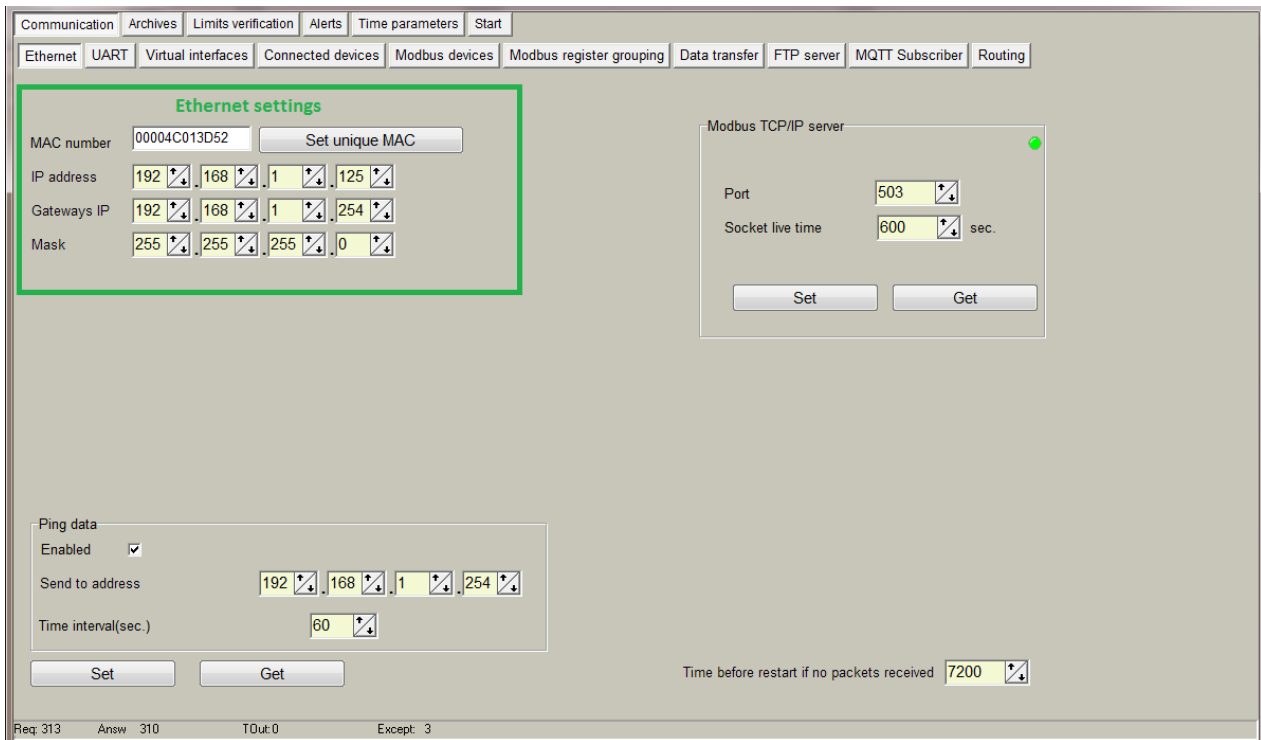 Communication Archives Limits verification Alerts Time parameters Start
Ethernet UART Virtual interfaces Connected devices Modbus devices Modbus register grouping Data transfer FTP server MQTT Subscriber Routing
Ethernet settings
MAC number 00004C013D52 Set unique MAC
IP address 192 . 168 . 1 . 125
Gateways IP 192 . 168 . 1 . 254
Mask 255 . 255 . 255 . 0
Modbus TCP/IP server
Port 503
Socket live time 600 sec.
Set Get
Ping data
Enabled
Send to address 192 . 168 . 1 . 254
Time interval(sec.) 60
Set Get
Time before restart if no packets received 7200
Req: 313 Answ 310 TOut: 0 Except: 3